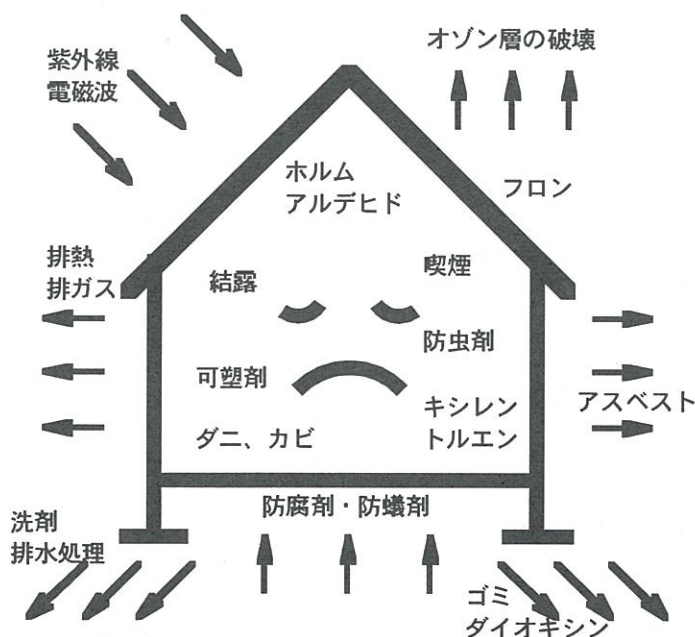 オゾン層の破壊
紫外線
電磁波
ホルム
アルデヒド
フロン
排熱
排ガス
結露
喫煙
防虫剤
可塑剤
キシレン
トルエン
アスベスト
ダニ、カビ
防腐剤・防蟻剤
洗剤
排水処理
ゴミ
ダイオキシン